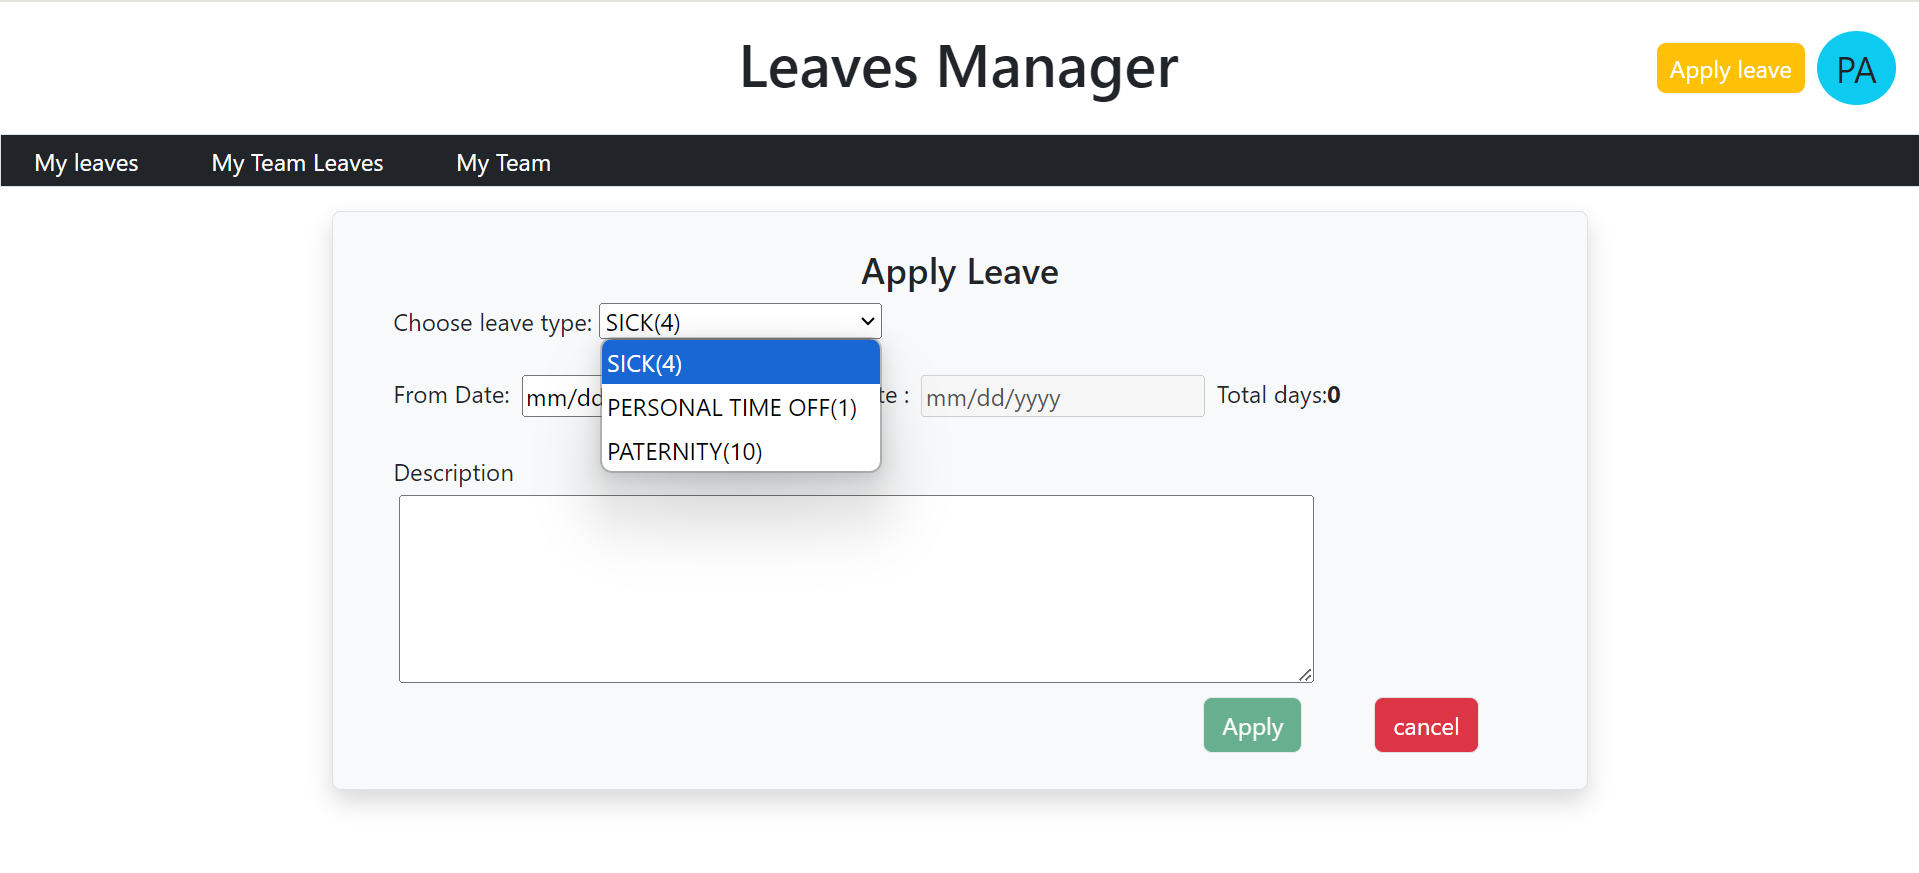 Leaves Manager
Apply leave
PA
My leaves
My Team Leaves
My Team
Apply Leave
Choose leave type: SICK(4)
SICK(4)
PERSONAL TIME OFF(1)
PATERNITY(10)
From Date: mm/dd te : mm/dd/yyyy Total days:0
Description
Apply
cancel